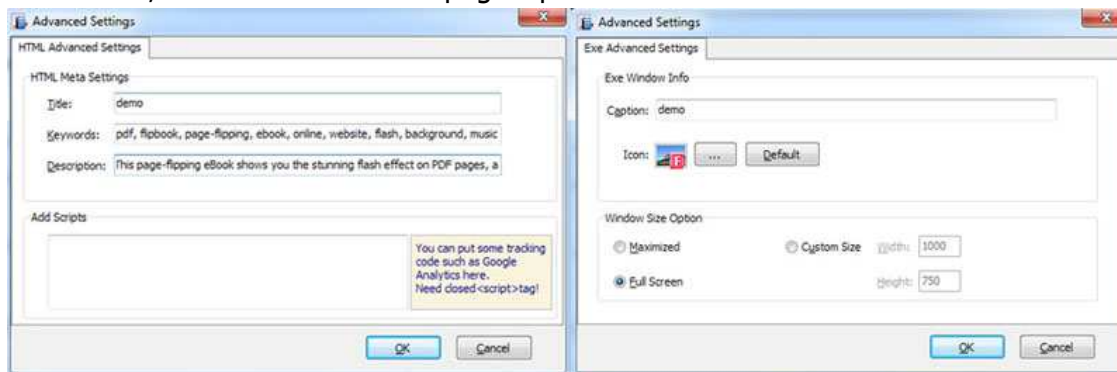 Advanced Settings
HTML Advanced Settings
HTML Meta Settings
Title: demo
Keywords: pdf, flipbook, page-flipping, ebook, online, website, flash, background, music
Description: This page-flipping eBook shows you the stunning flash effect on PDF pages, a
Add Scripts
You can put some tracking
code such as Google
Analytics here.
Need closed<script>tag!
OK Cancel
Advanced Settings
Exe Advanced Settings
Exe Window Info
Caption: demo
Icon: F ... Default
Window Size Option
Maximized Custom Size Width: 1000
Full Screen Height: 750
OK Cancel